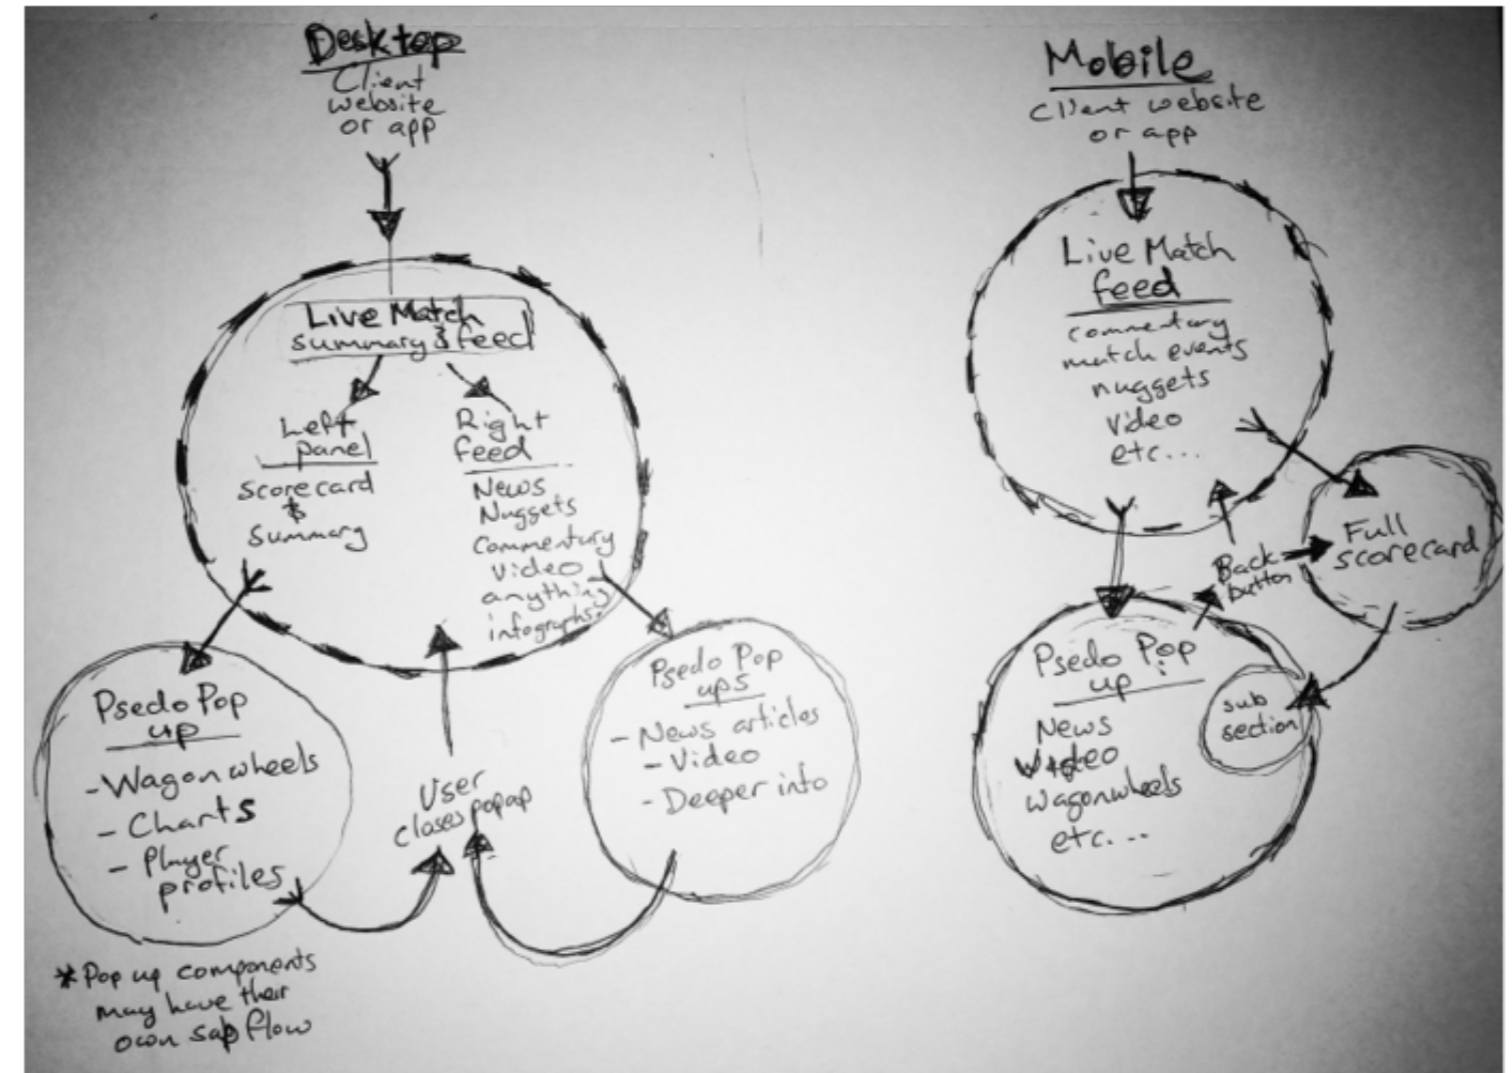 Desktop
Client
website
or app
Live Match
summary & feed
Left
panel
Scorecard
&
Summary
Right
feed
News
Nuggets
Commentary
Video
anything
infographs
Psedo Pop
up
- Wagon wheels
- Charts
- Player
profiles
User
closes popup
Psedo Pop
ups
- News articles
- Video
- Deeper info
* Pop up components
may have their
own sub flow
Mobile
Client website
or app
Live Match
feed
commentary
match events
nuggets
Video
etc...
Full
scorecard
Back
button
Psedo Pop
up
News
Video
Wagonwheels
etc....
sub
section